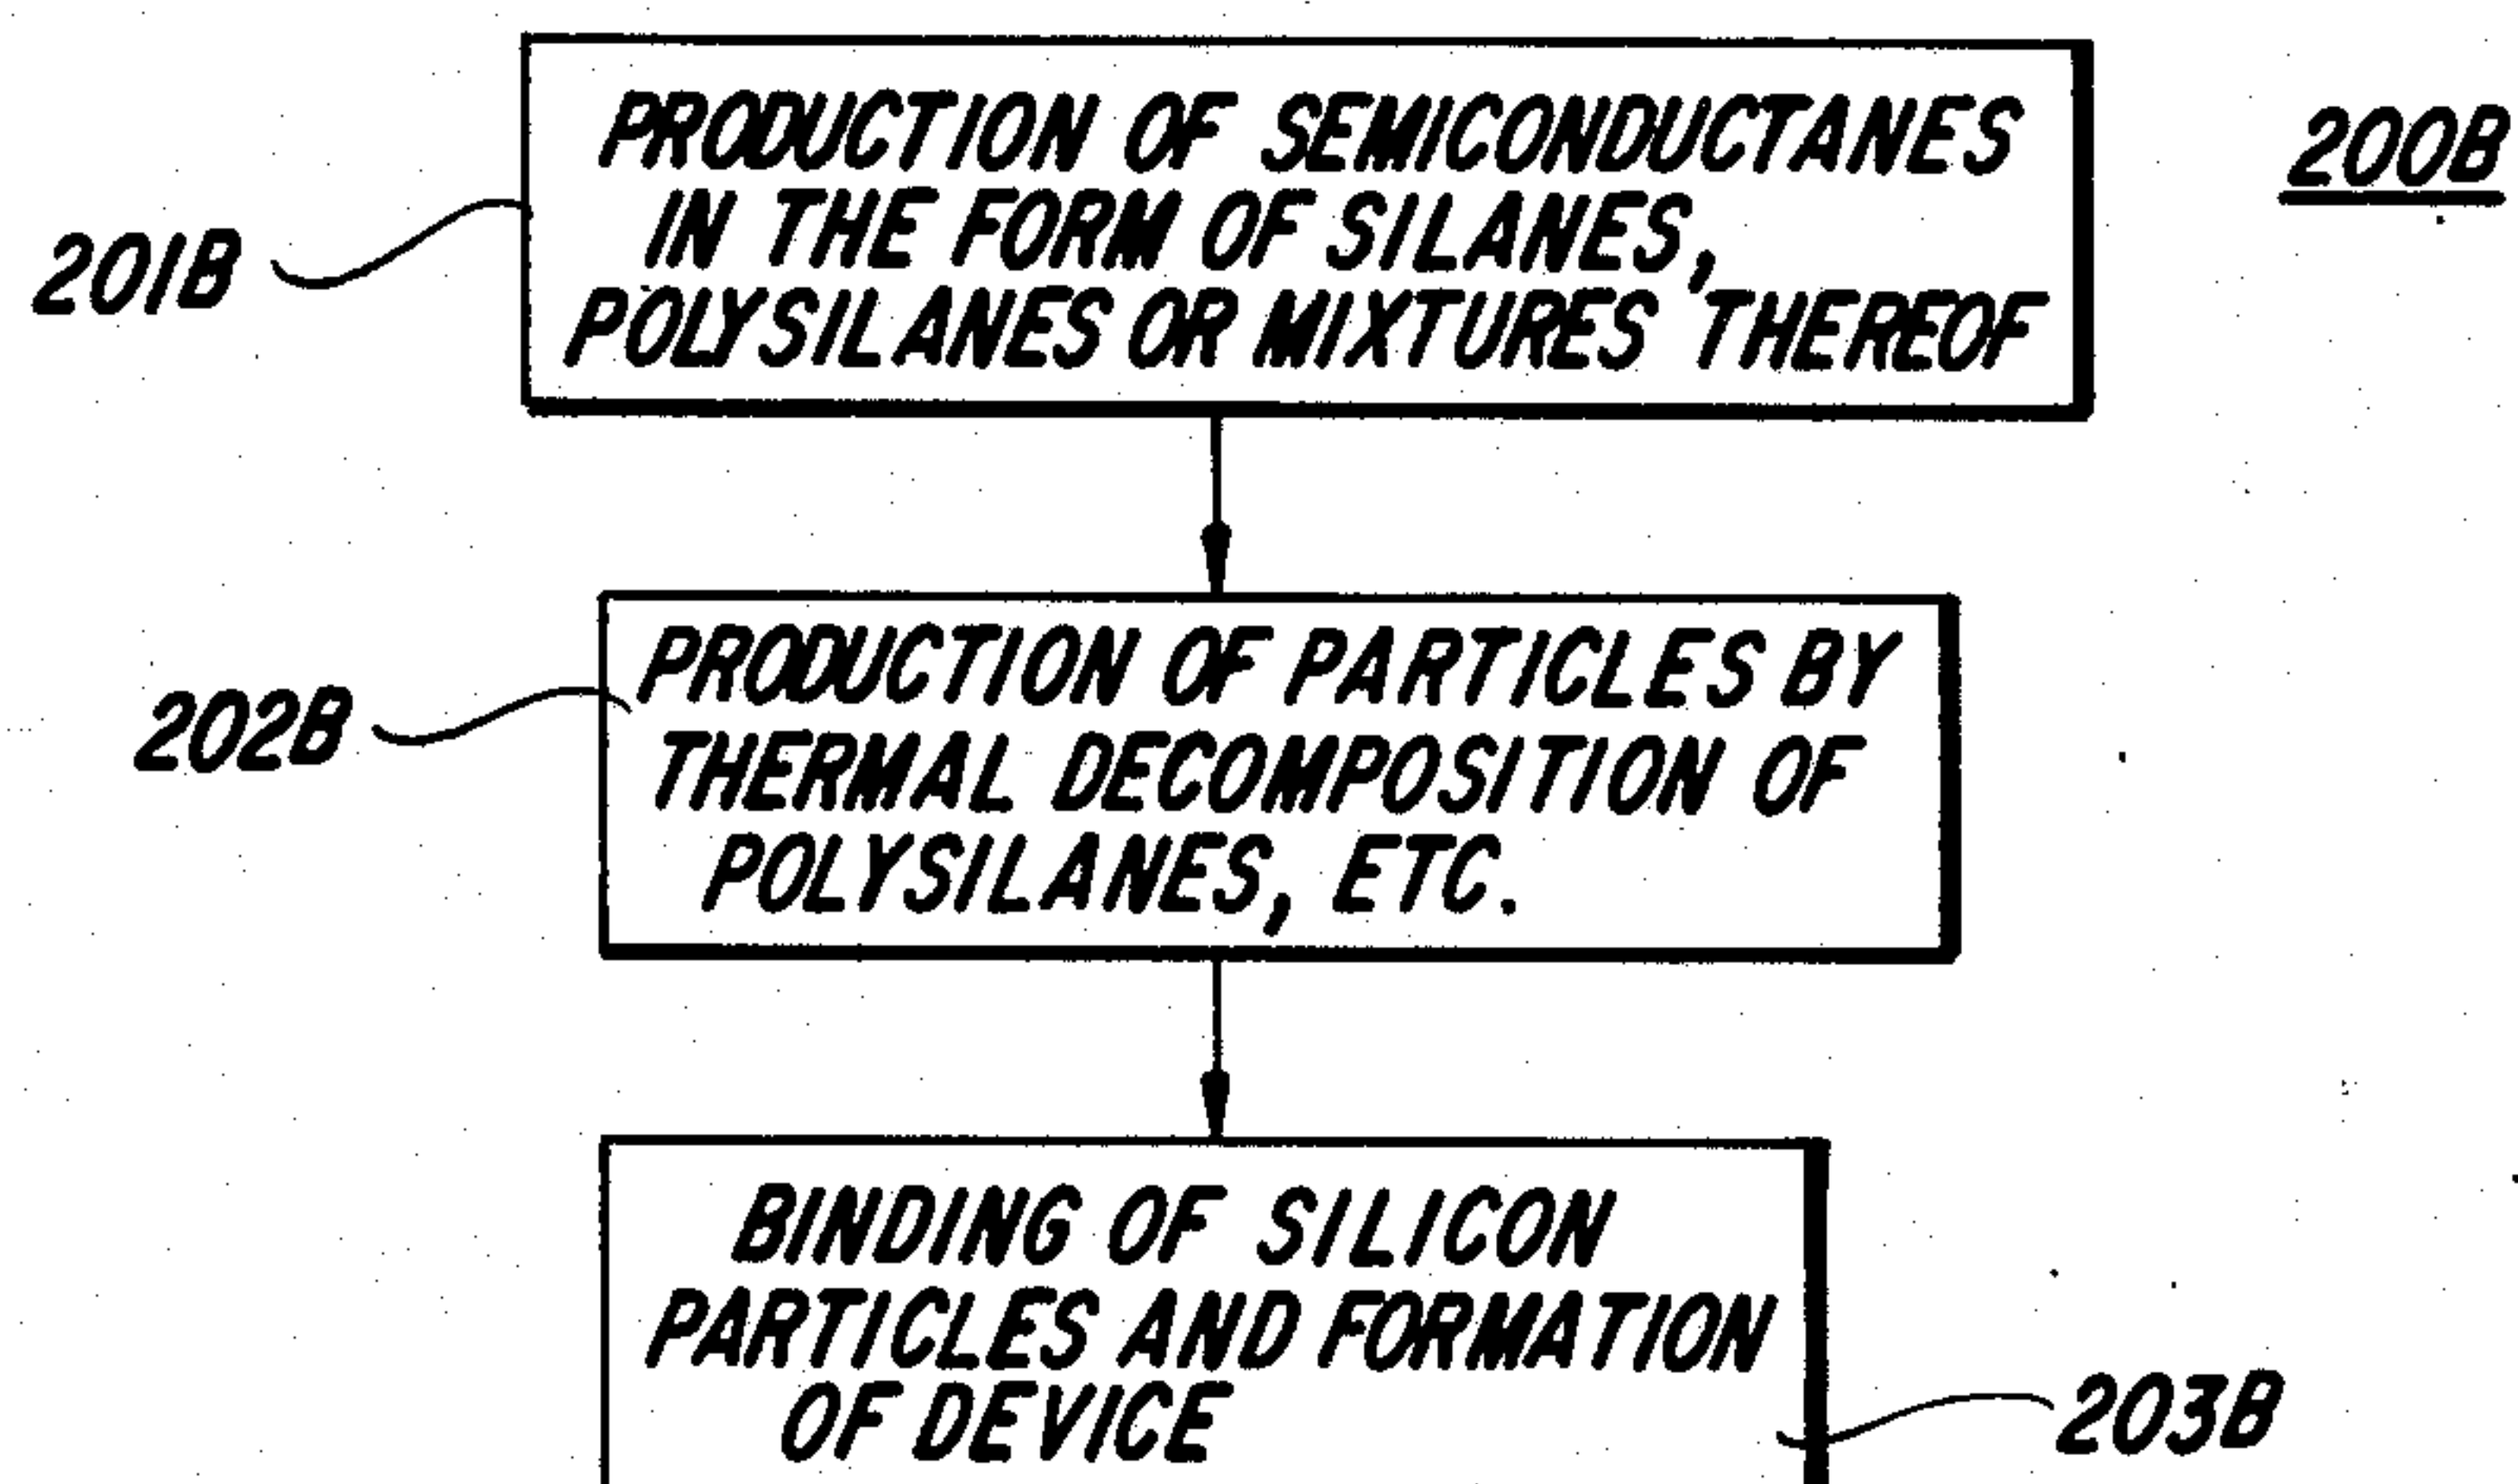 PRODUCTION OF SEMICONDUCTANES
IN THE FORM OF SILANES,
POLYSILANES OR MIXTURES THEREOF
200B
201B
PRODUCTION OF PARTICLES BY
THERMAL DECOMPOSITION OF
POLYSILANES, ETC.
202B
BINDING OF SILICON
PARTICLES AND FORMATION
OF DEVICE
203B